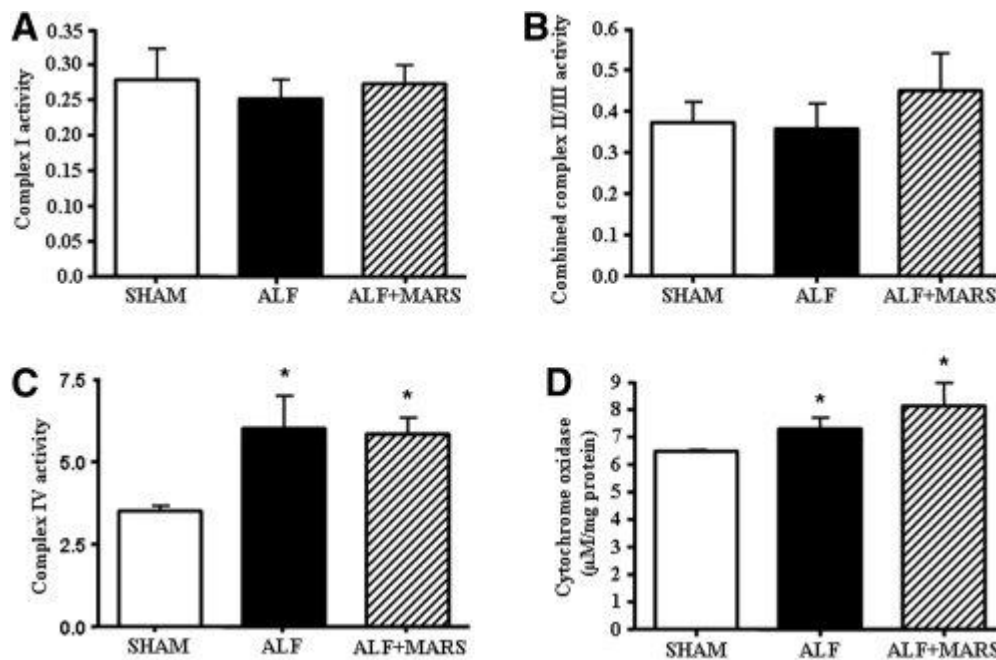 A
Complex I activity
0.35
0.30
0.25
0.20
0.15
0.10
0.05
0.0
SHAM
ALF
ALF+MARS
B
Combined complex II/III activity
0.6
0.5
0.4
0.3
0.2
0.1
0.0
SHAM
ALF
ALF+MARS
C
Complex IV activity
7.5
5.0
2.5
0.0
*
*
SHAM
ALF
ALF+MARS
D
Cytochrome oxidase
(μM/mg protein)
9
8
7
6
5
4
3
2
1
0
*
*
SHAM
ALF
ALF+MARS